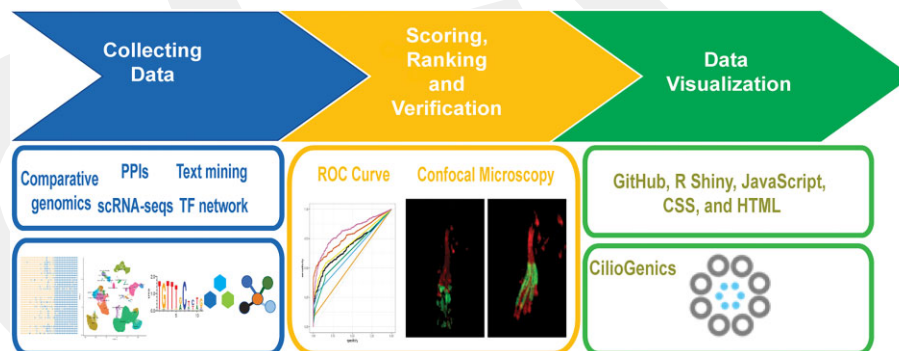 Collecting
Data
Scoring,
Ranking
and
Verification
Data
Visualization
Comparative
genomics
PPIs
Text mining
scRNA-seqs
TF network
ROC Curve
Confocal Microscopy
GitHub, R Shiny, JavaScript,
CSS, and HTML
CilioGenics